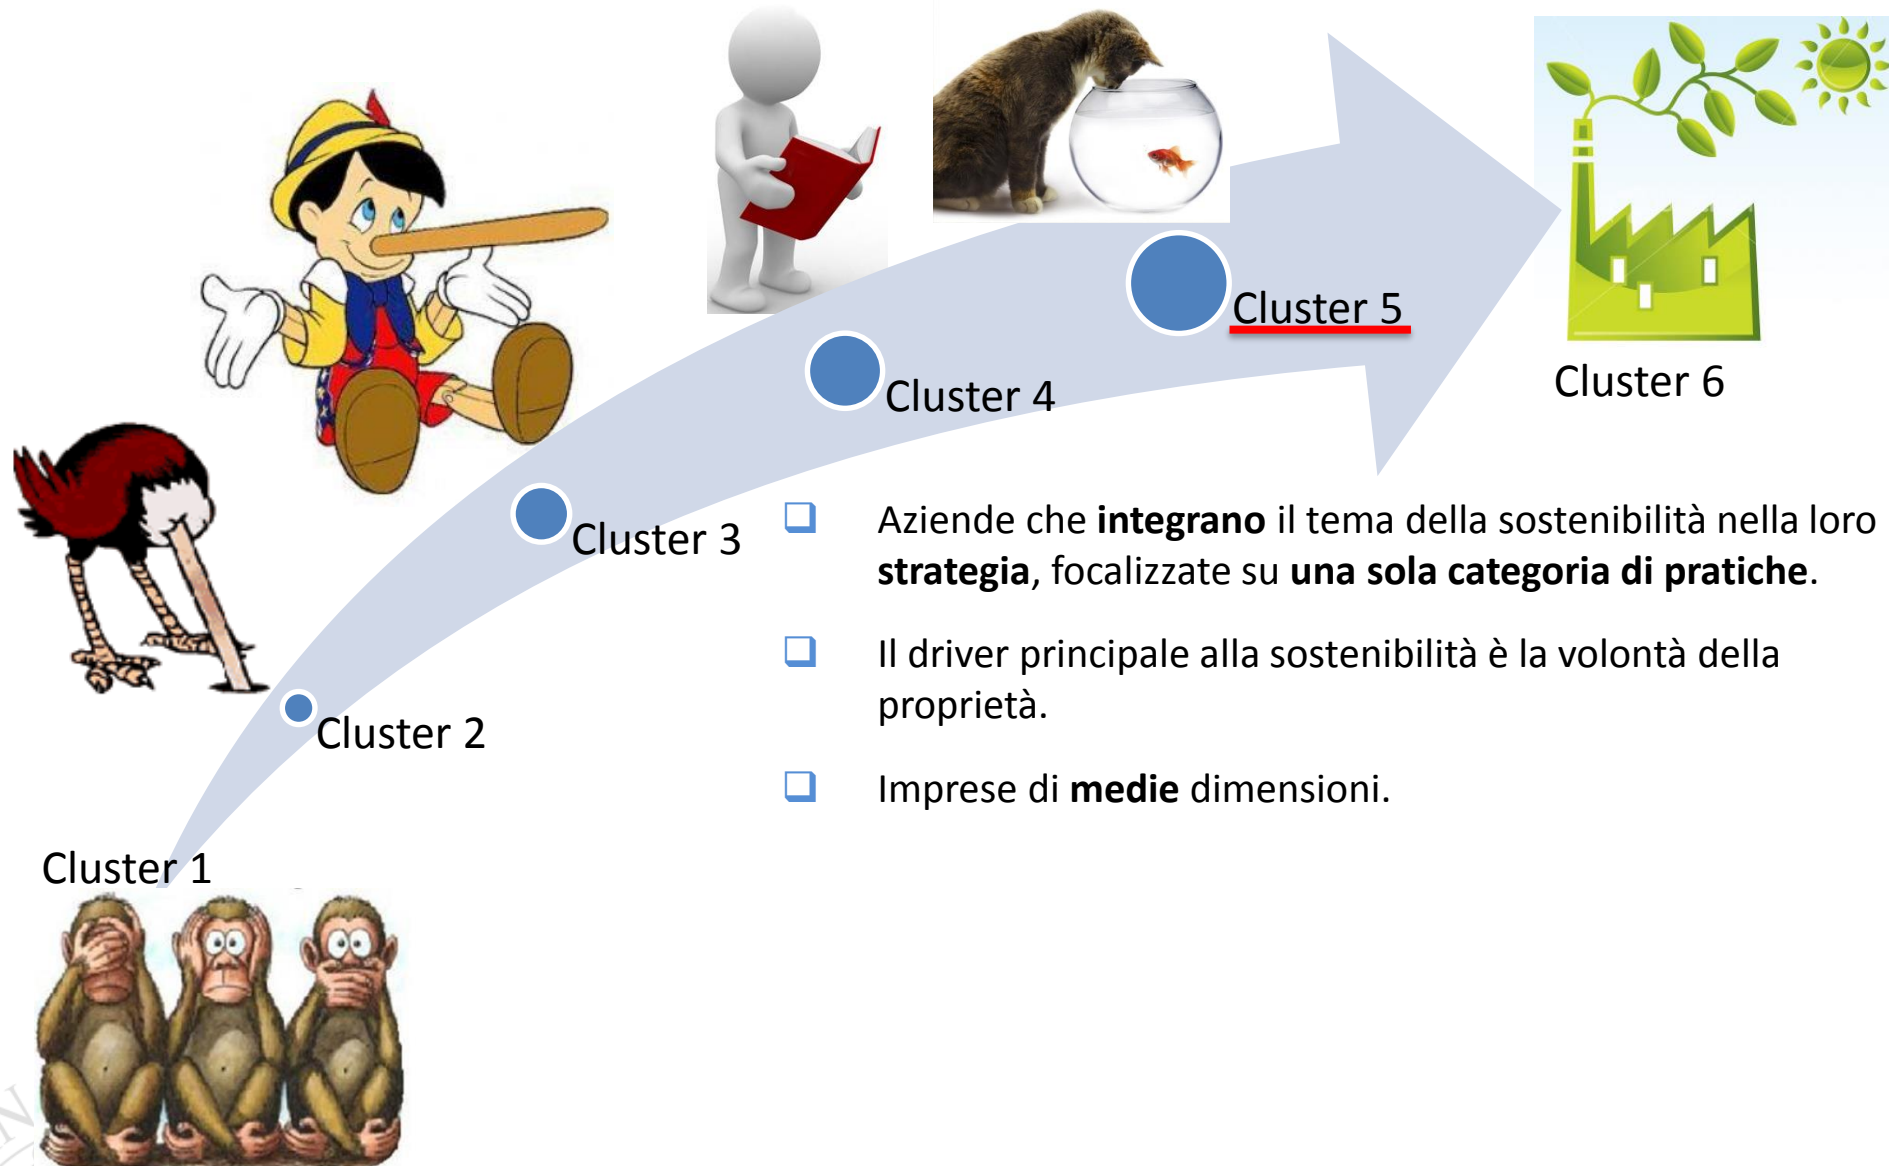 Cluster 5
Cluster 6
Cluster 4
Cluster 3
Cluster 2
Cluster 1
❑ Aziende che integrano il tema della sostenibilità nella loro
strategia, focalizzate su una sola categoria di pratiche.
❑ Il driver principale alla sostenibilità è la volontà della
proprietà.
❑ Imprese di medie dimensioni.